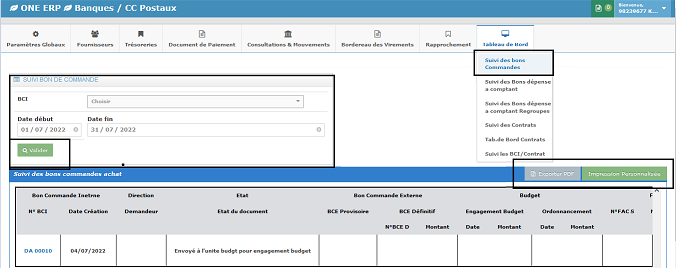 ONE ERP Banques / CC Postaux
0
Bienvenue,
98239677 K...
Paramètres Globaux
Fournisseurs
Trésoreries
Document de Paiement
Consultations & Mouvements
Bordereau des Virements
Rapprochement
Tableau de Bord
Suivi des bons
Commandes
Suivi des Bons dépense
a comptant
Suivi des Bons dépense
a comptant Regroupes
Suivi des Contrats
Tab.de Bord Contrats
Suivi les BCI/Contrat
SUIVI BON DE COMMANDE
BCI
Choisir
Date début Date fin
01 / 07 / 2022 31 / 07 / 2022
Valider
Suivi des bons commandes achat
Exporter PDF
Impression Personnalisée
Bon Commande Inetrne Direction Etat Bon Commande Externe Budget F
N° BCI Date Création Demandeur Etat du document BCE Provisoire BCE Définitif Engagement Budget Ordonnancement N°FAC S
N°BCE D Montant Date Montant Date Montant
DA 00010 04/07/2022 Envoyé à l'unite budgt pour engagement budget